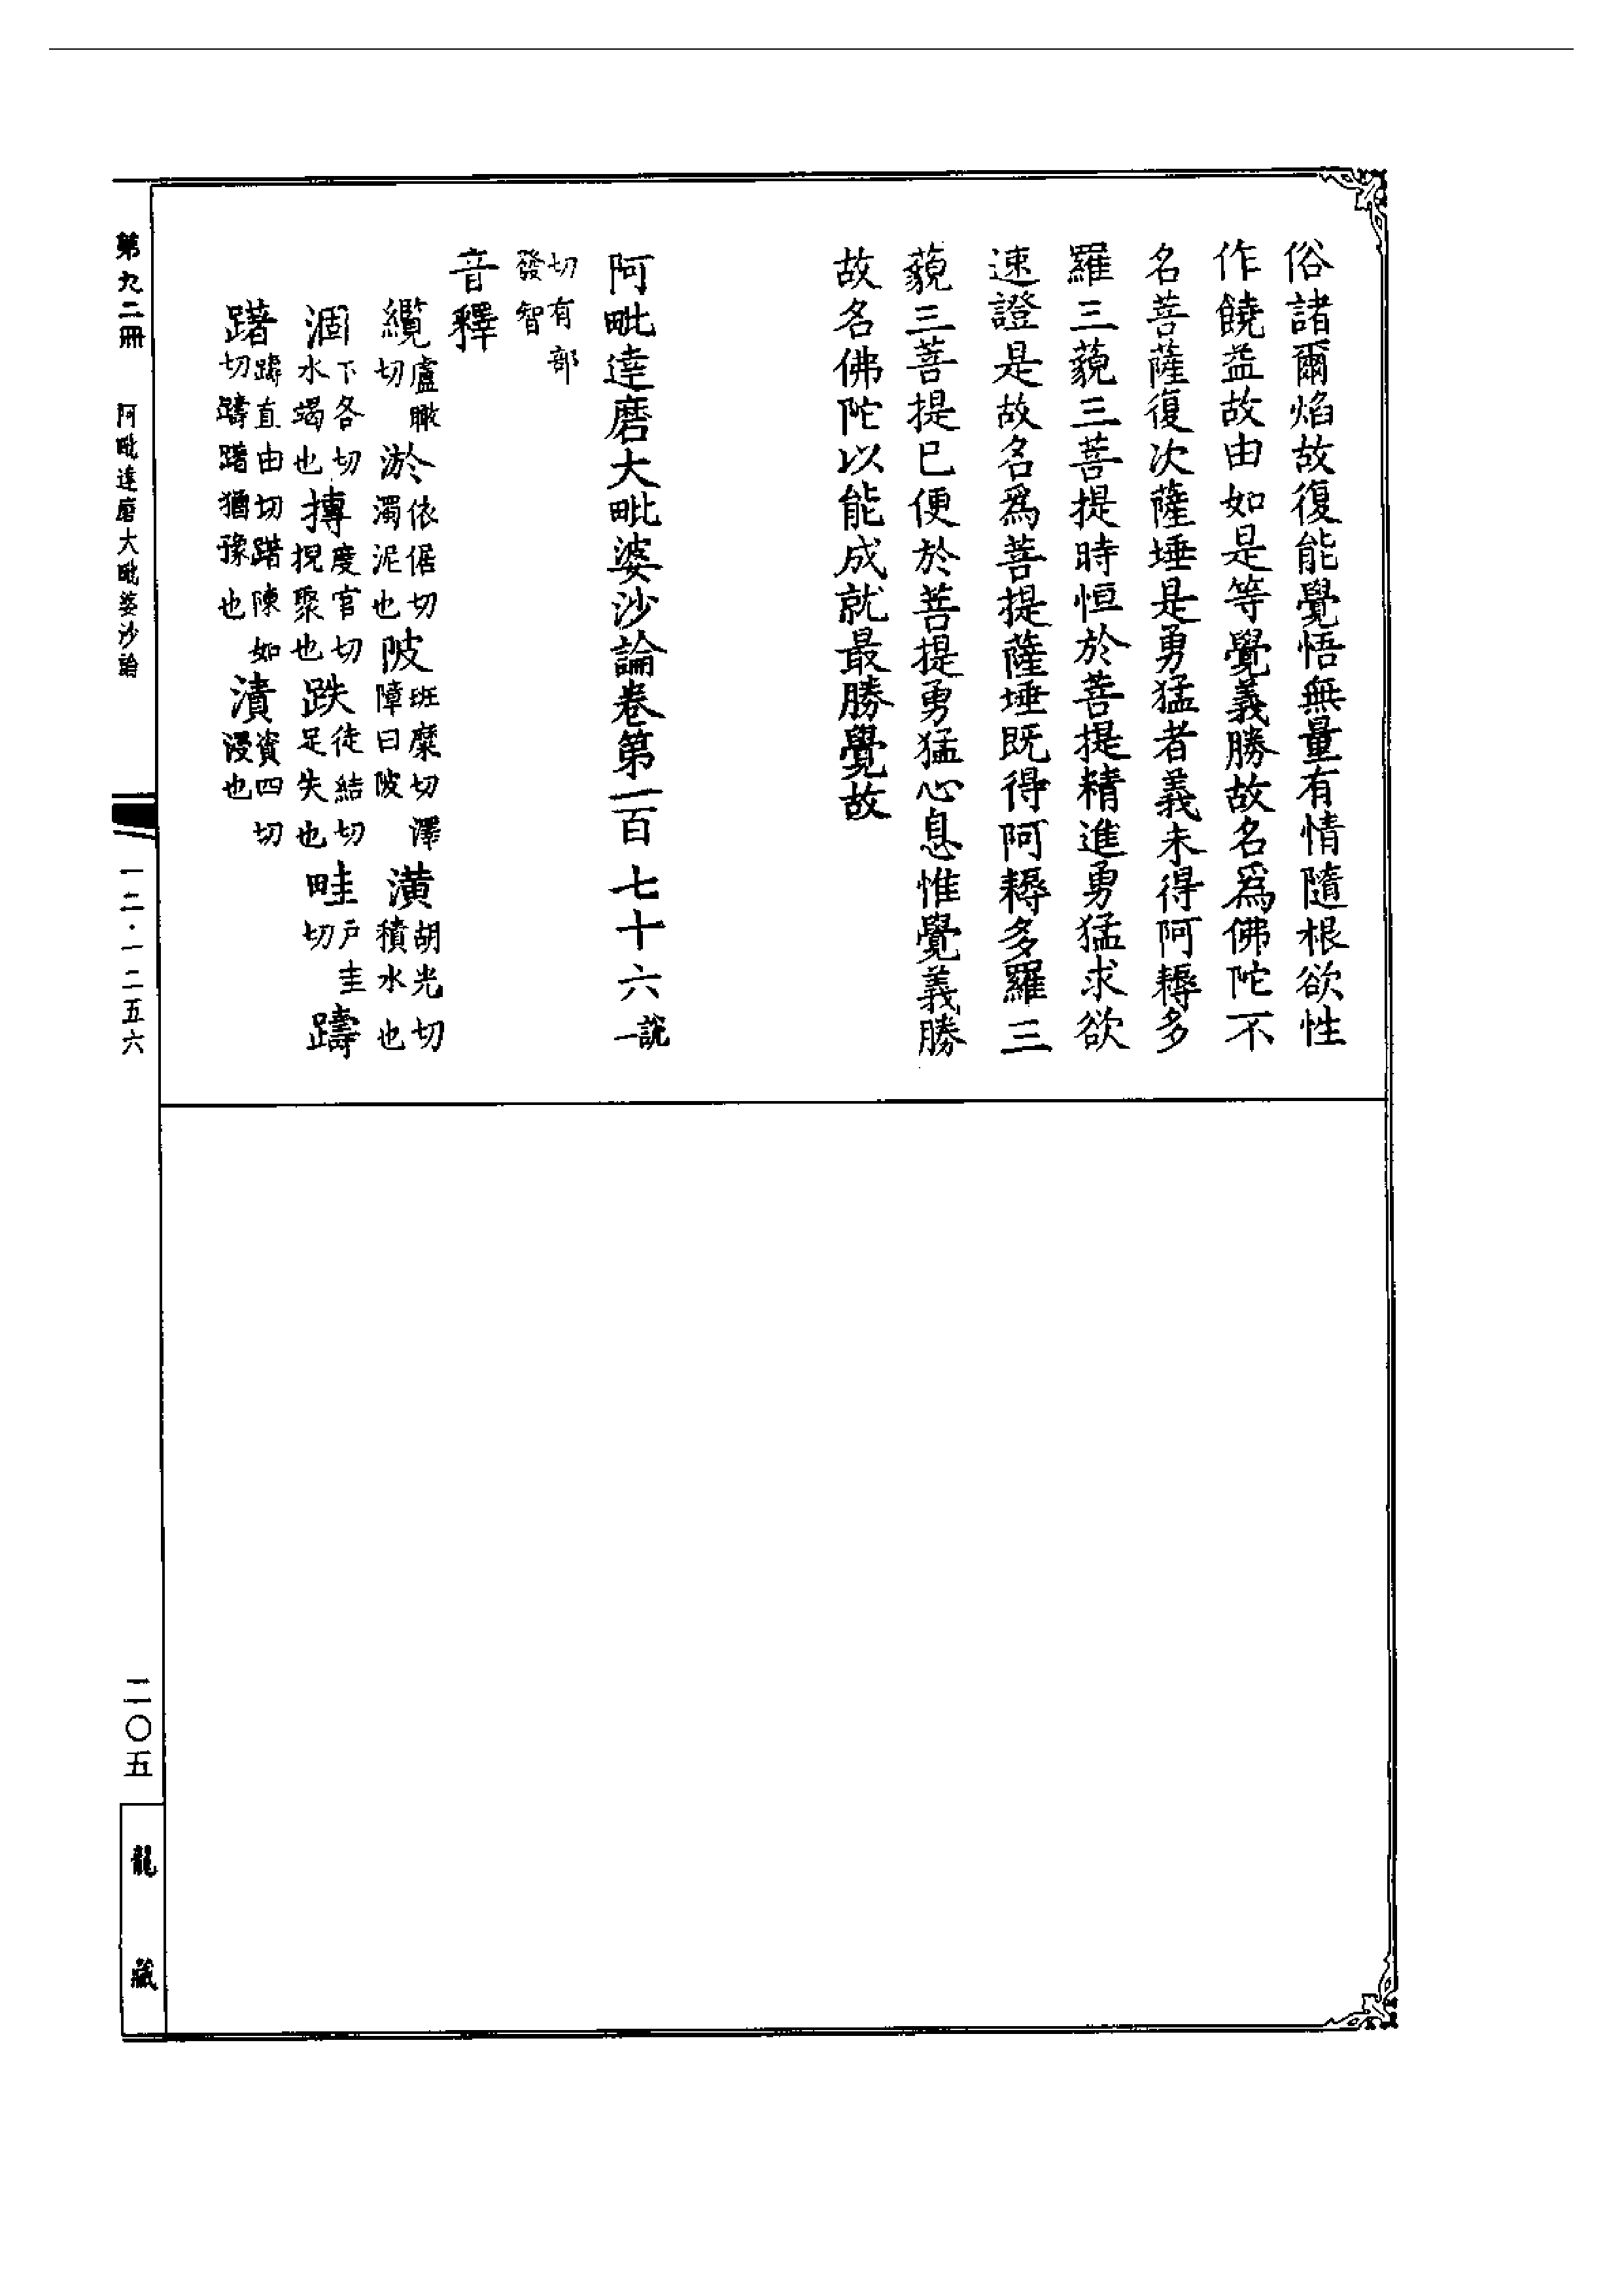 俗諸爾焰故復能覺悟無量有情隨根欲性
作饒益故由如是等覺義勝故名為佛陀不
名菩薩復次薩埵是勇猛者義未得阿耨多
羅三藐三菩提時恒於菩提精進勇猛求欲
速證是故名為菩提薩埵既得阿耨多羅三
藐三菩提已便於菩提勇猛心息惟覺義勝
故名佛陀以能成就最勝覺故
阿毗達磨大毗婆沙論卷第一百七十六說一
切有部
發智
音釋
纜盧瞰切 淤依倨切濁泥也 陂班糜切澤障曰陂 潢胡光切積水也
涸下各切水竭也 摶度官切捏聚也 跌徒結切足失也 畦戶圭切 躊
躇躊直由切躇陳如切躊躇猶豫也 漬資四切浸也
第九二冊 阿毗達磨大毗婆沙論 一二·一二五六 二〇五
龍藏